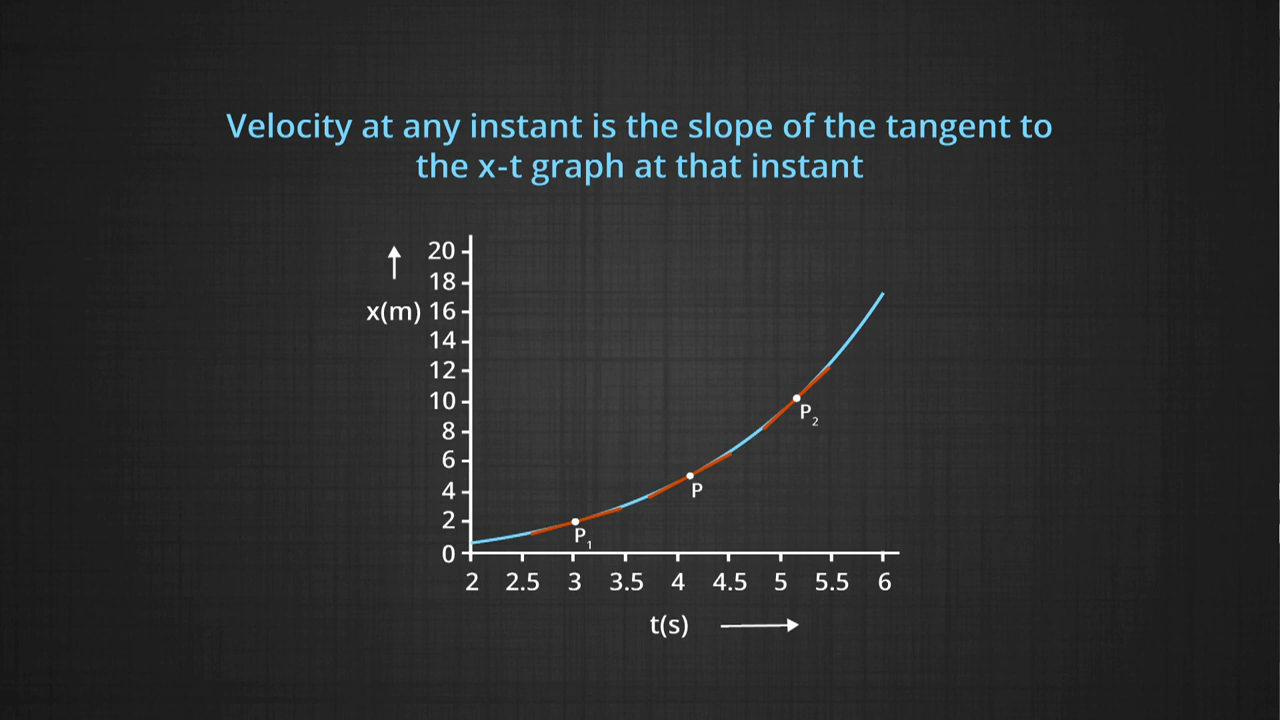 Velocity at any instant is the slope of the tangent to
the x-t graph at that instant
20
18
x(m) 16
14
12
10
8
6
4
2
0
P₂
P
P₁
2 2.5 3 3.5 4 4.5 5 5.5 6
t(s)